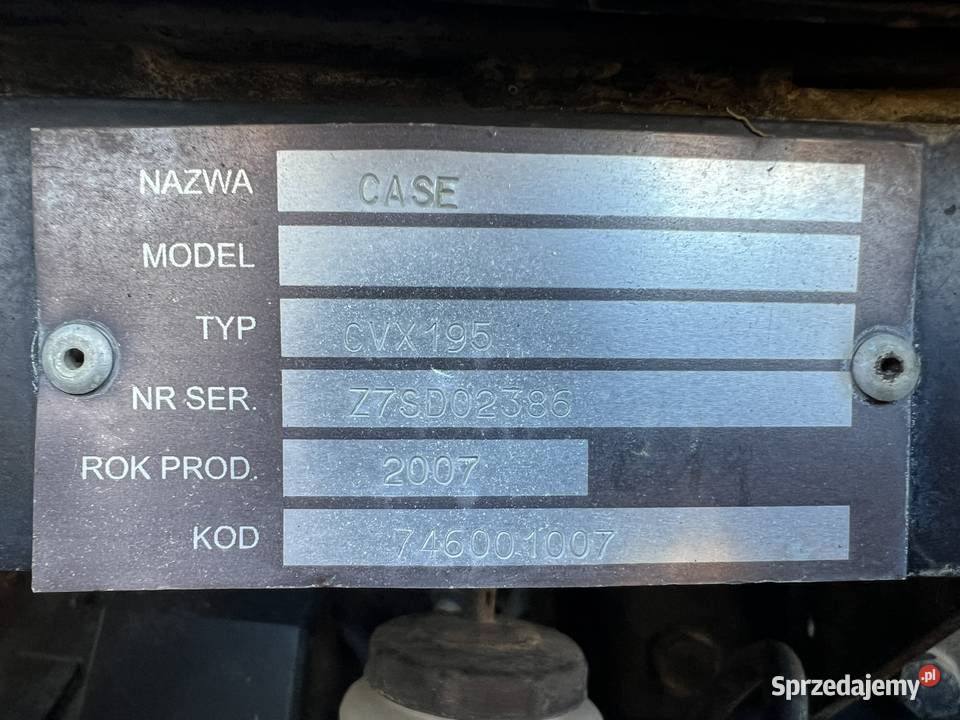 NAZWA CASE
MODEL
TYP CVX195
NR SER. Z7SD02386
ROK PROD. 2007
KOD 746001007
Sprzedajemy.pl